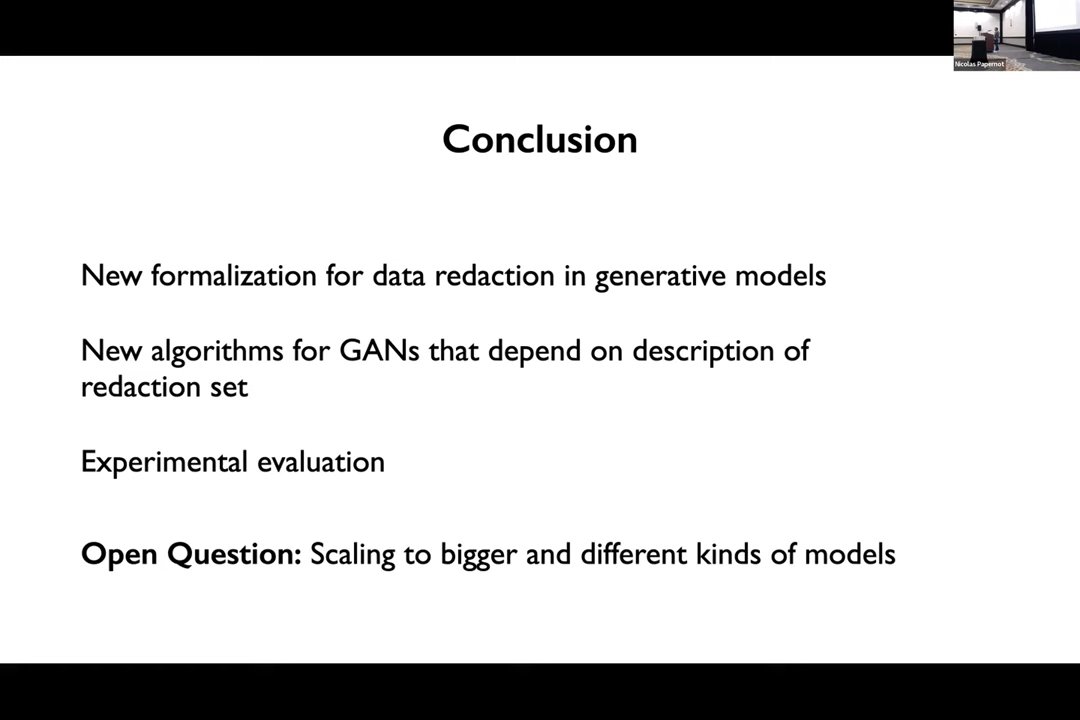 Nicolas Papernot
Conclusion
New formalization for data redaction in generative models
New algorithms for GANs that depend on description of
redaction set
Experimental evaluation
Open Question: Scaling to bigger and different kinds of models